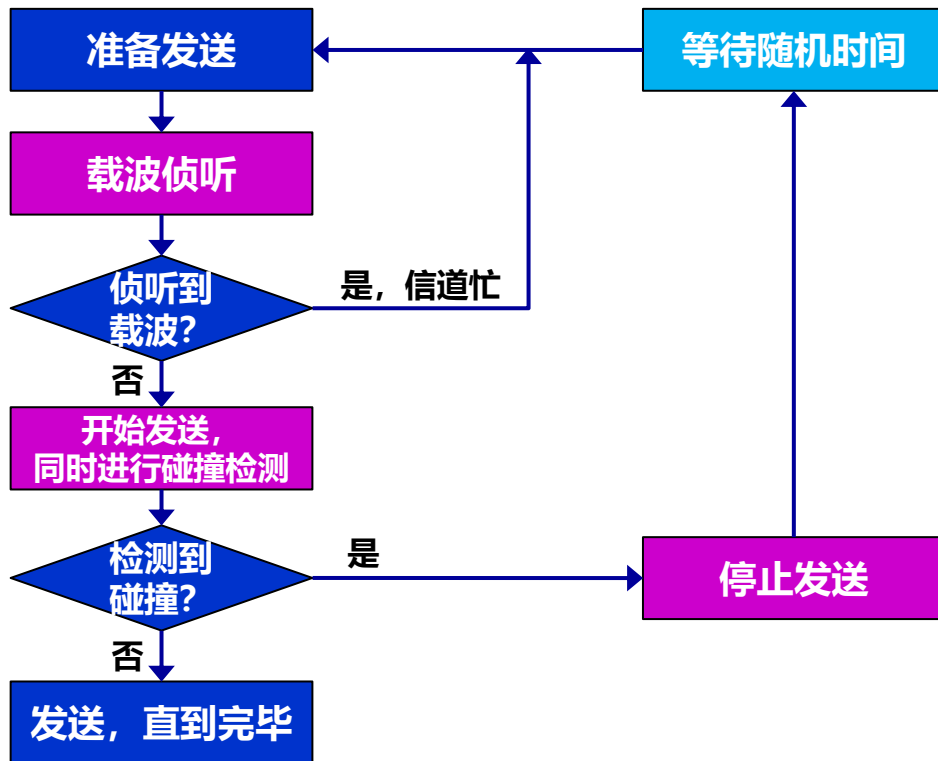 准备发送
等待随机时间
载波侦听
侦听到
载波？
是，信道忙
否
开始发送，
同时进行碰撞检测
检测到
碰撞？
是
停止发送
否
发送，直到完毕